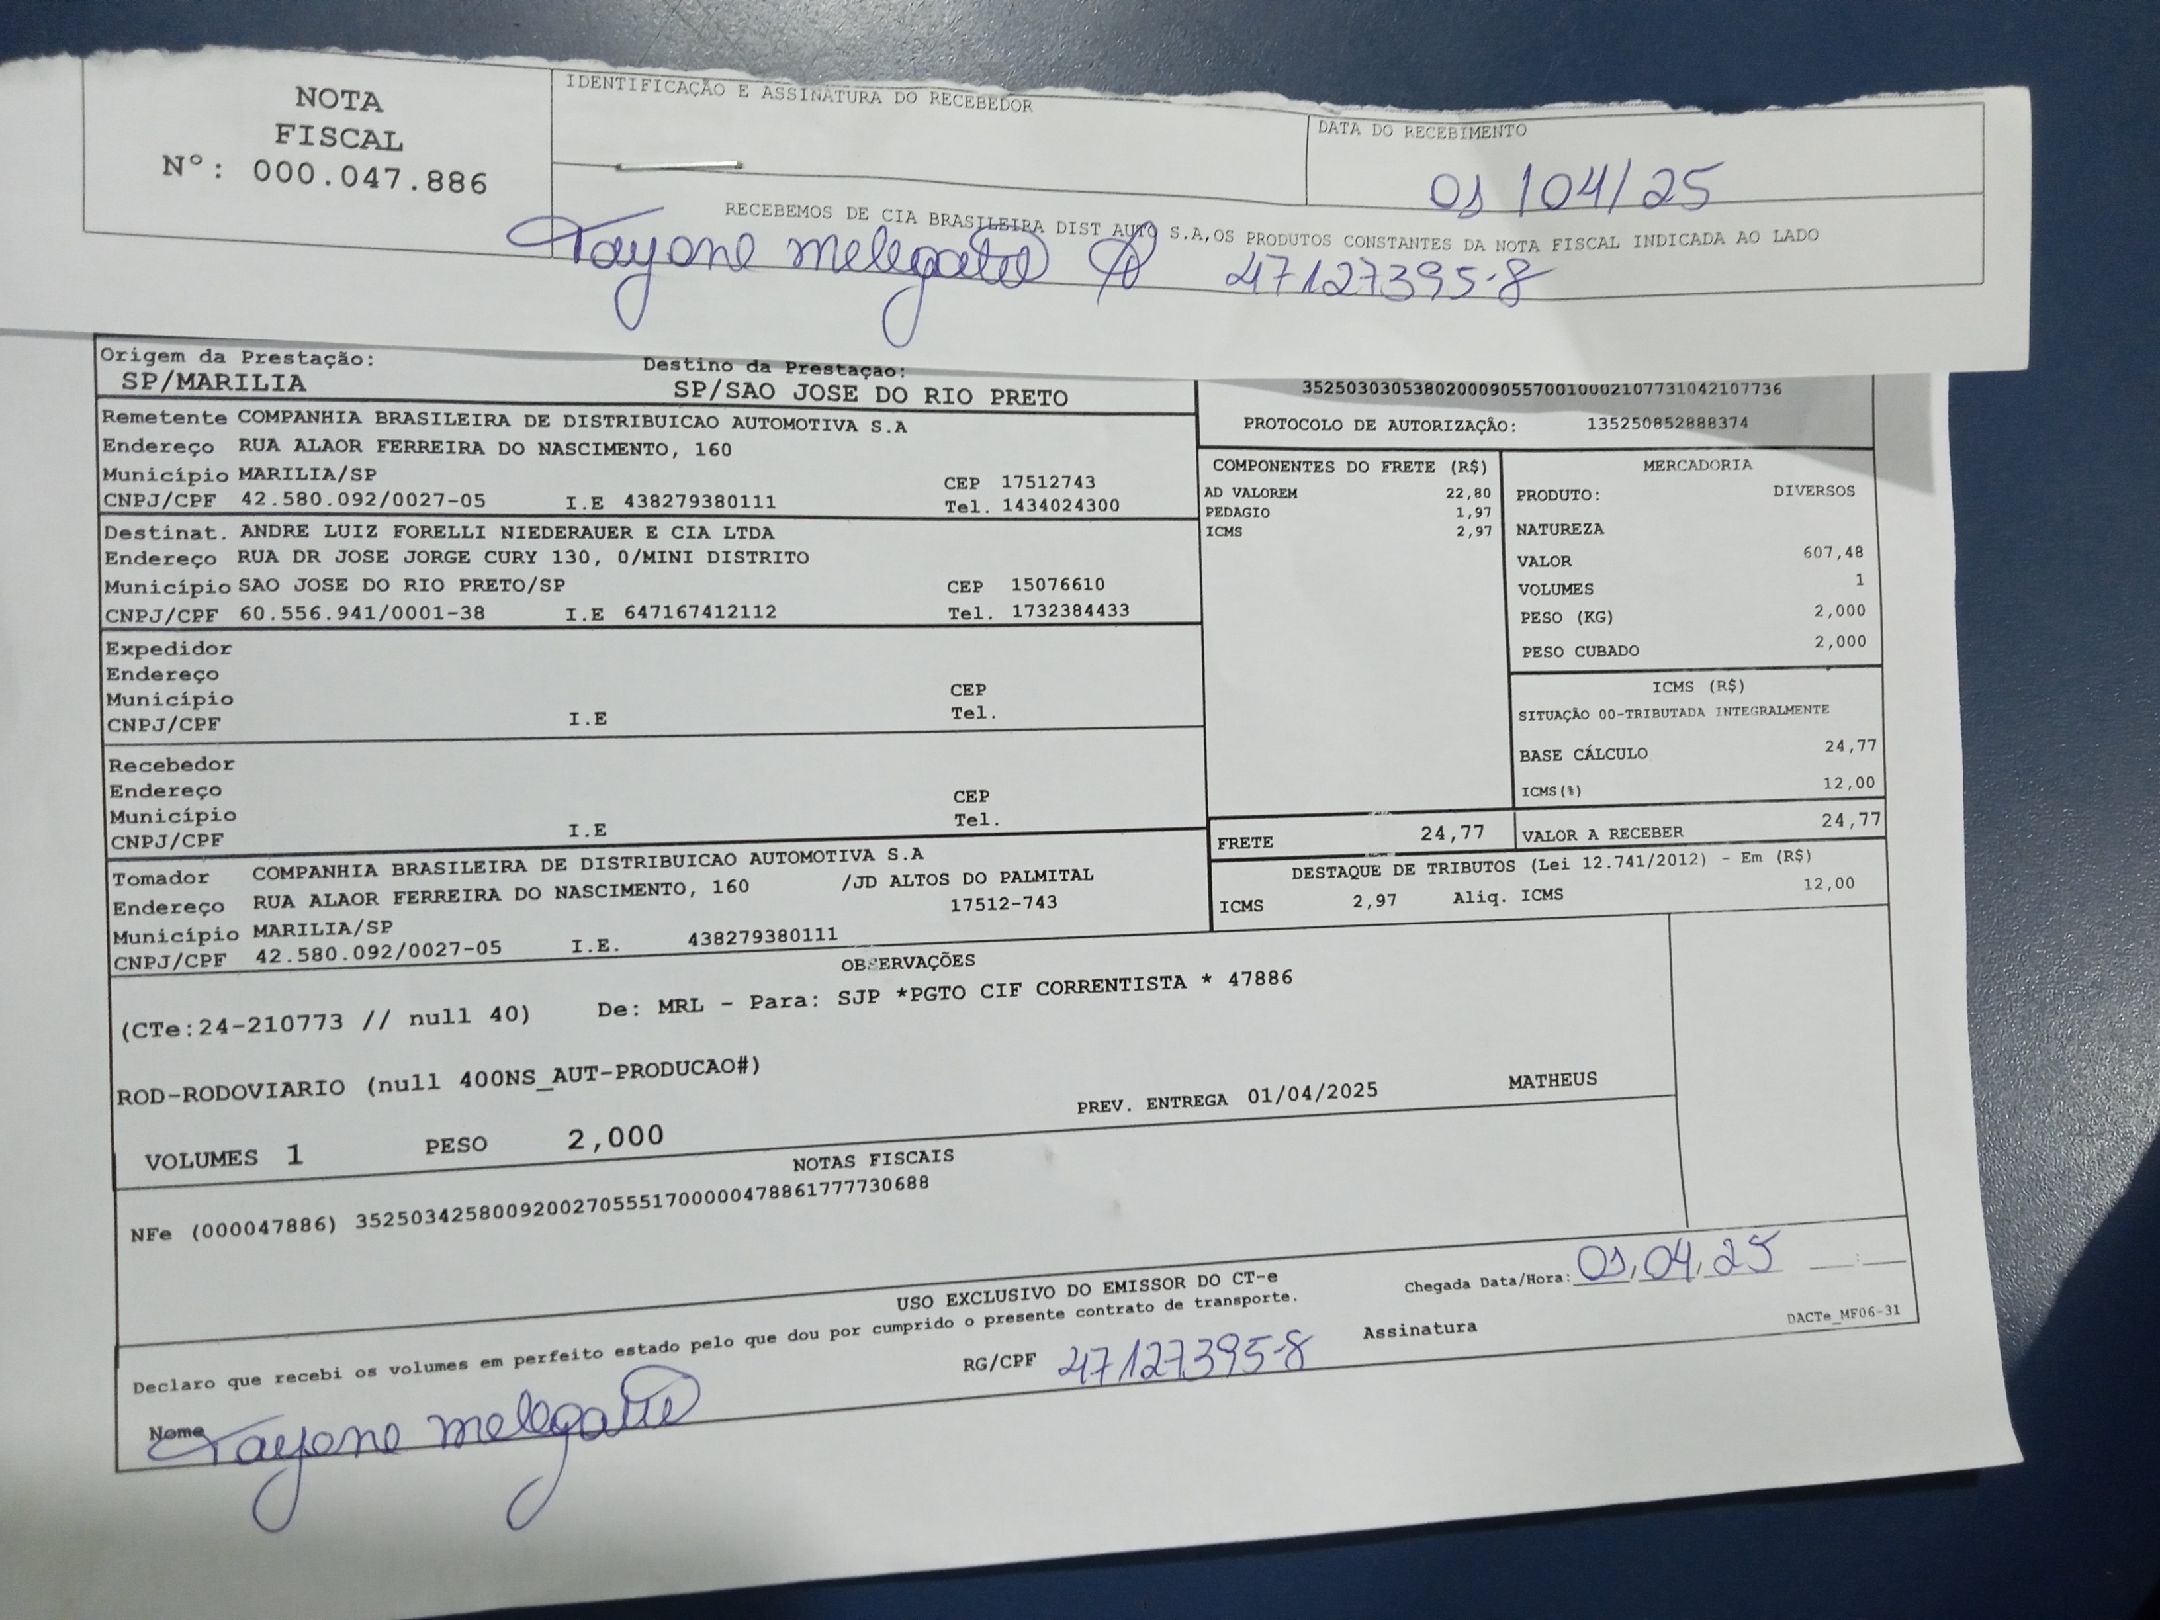 NOTA
FISCAL
Nº: 000.047.886
IDENTIFICAÇÃO E ASSINATURA DO RECEBEDOR
DATA DO RECEBIMENTO
01/04/25
RECEBEMOS DE CIA BRASILEIRA DIST AUTO S.A,OS PRODUTOS CONSTANTES DA NOTA FISCAL INDICADA AO LADO
Tayone melegatti 47127395-8
Origem da Prestação: Destino da Prestação:
SP/MARILIA SP/SAO JOSE DO RIO PRETO
35250303053802000905570010002107731042107736
PROTOCOLO DE AUTORIZAÇÃO: 135250852888374
Remetente COMPANHIA BRASILEIRA DE DISTRIBUICAO AUTOMOTIVA S.A
Endereço RUA ALAOR FERREIRA DO NASCIMENTO, 160
Município MARILIA/SP CEP 17512743
CNPJ/CPF 42.580.092/0027-05 I.E 438279380111 Tel. 1434024300
Destinat. ANDRE LUIZ FORELLI NIEDERAUER E CIA LTDA
Endereço RUA DR JOSE JORGE CURY 130, 0/MINI DISTRITO
Município SAO JOSE DO RIO PRETO/SP CEP 15076610
CNPJ/CPF 60.556.941/0001-38 I.E 647167412112 Tel. 1732384433
Expedidor
Endereço
Município CEP
CNPJ/CPF I.E Tel.
Recebedor
Endereço
Município CEP
CNPJ/CPF I.E Tel.
Tomador COMPANHIA BRASILEIRA DE DISTRIBUICAO AUTOMOTIVA S.A
Endereço RUA ALAOR FERREIRA DO NASCIMENTO, 160 /JD ALTOS DO PALMITAL
Município MARILIA/SP 17512-743
CNPJ/CPF 42.580.092/0027-05 I.E. 438279380111
COMPONENTES DO FRETE (R$)
AD VALOREM 22,80
PEDAGIO 1,97
ICMS 2,97
MERCADORIA
PRODUTO: DIVERSOS
NATUREZA
VALOR 607,48
VOLUMES 1
PESO (KG) 2,000
PESO CUBADO 2,000
ICMS (R$)
SITUAÇÃO 00-TRIBUTADA INTEGRALMENTE
BASE CÁLCULO 24,77
ICMS(%) 12,00
FRETE 24,77 VALOR A RECEBER 24,77
DESTAQUE DE TRIBUTOS (Lei 12.741/2012) - Em (R$)
ICMS 2,97 Aliq. ICMS 12,00
OBSERVAÇÕES
(CTe:24-210773 // null 40) De: MRL - Para: SJP *PGTO CIF CORRENTISTA * 47886
ROD-RODOVIARIO (null 400NS_AUT-PRODUCAO#)
PREV. ENTREGA 01/04/2025 MATHEUS
VOLUMES 1 PESO 2,000
NOTAS FISCAIS
NFe (000047886) 35250342580092002705551700000478861777730688
USO EXCLUSIVO DO EMISSOR DO CT-e
Chegada Data/Hora: 01,04,25 __:__
Declaro que recebi os volumes em perfeito estado pelo que dou por cumprido o presente contrato de transporte.
DACTe_MF06-31
Nome Tayone melegatti RG/CPF 47127395-8 Assinatura